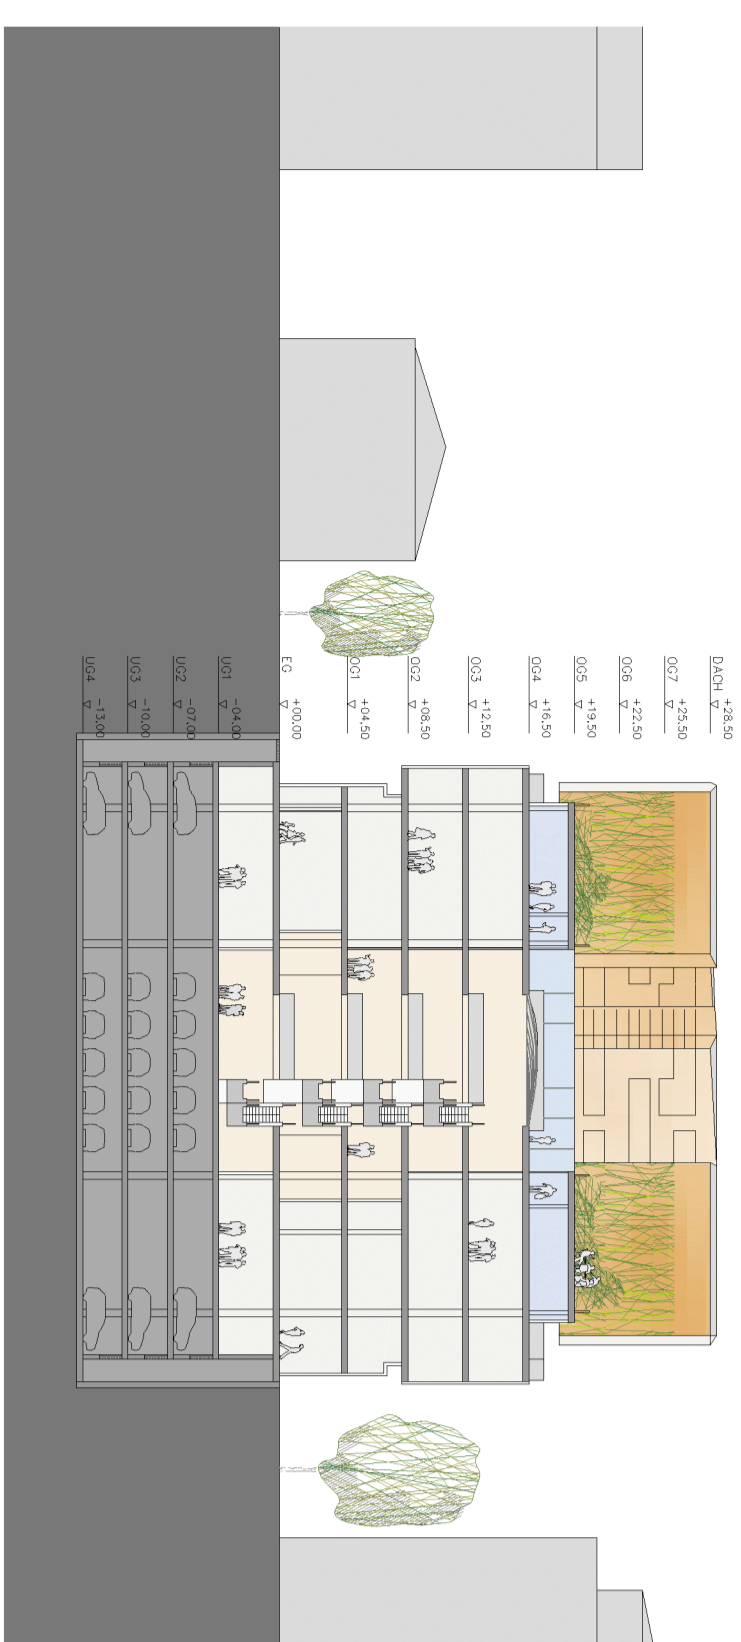 DACH
+28.50
OG7
+25.50
OG6
+22.50
OG5
+19.50
OG4
+16.50
OG3
+12.50
OG2
+08.50
OG1
+04.50
EG
+00.00
UG1
-04.00
UG2
-07.00
UG3
-10.00
UG4
-13.00